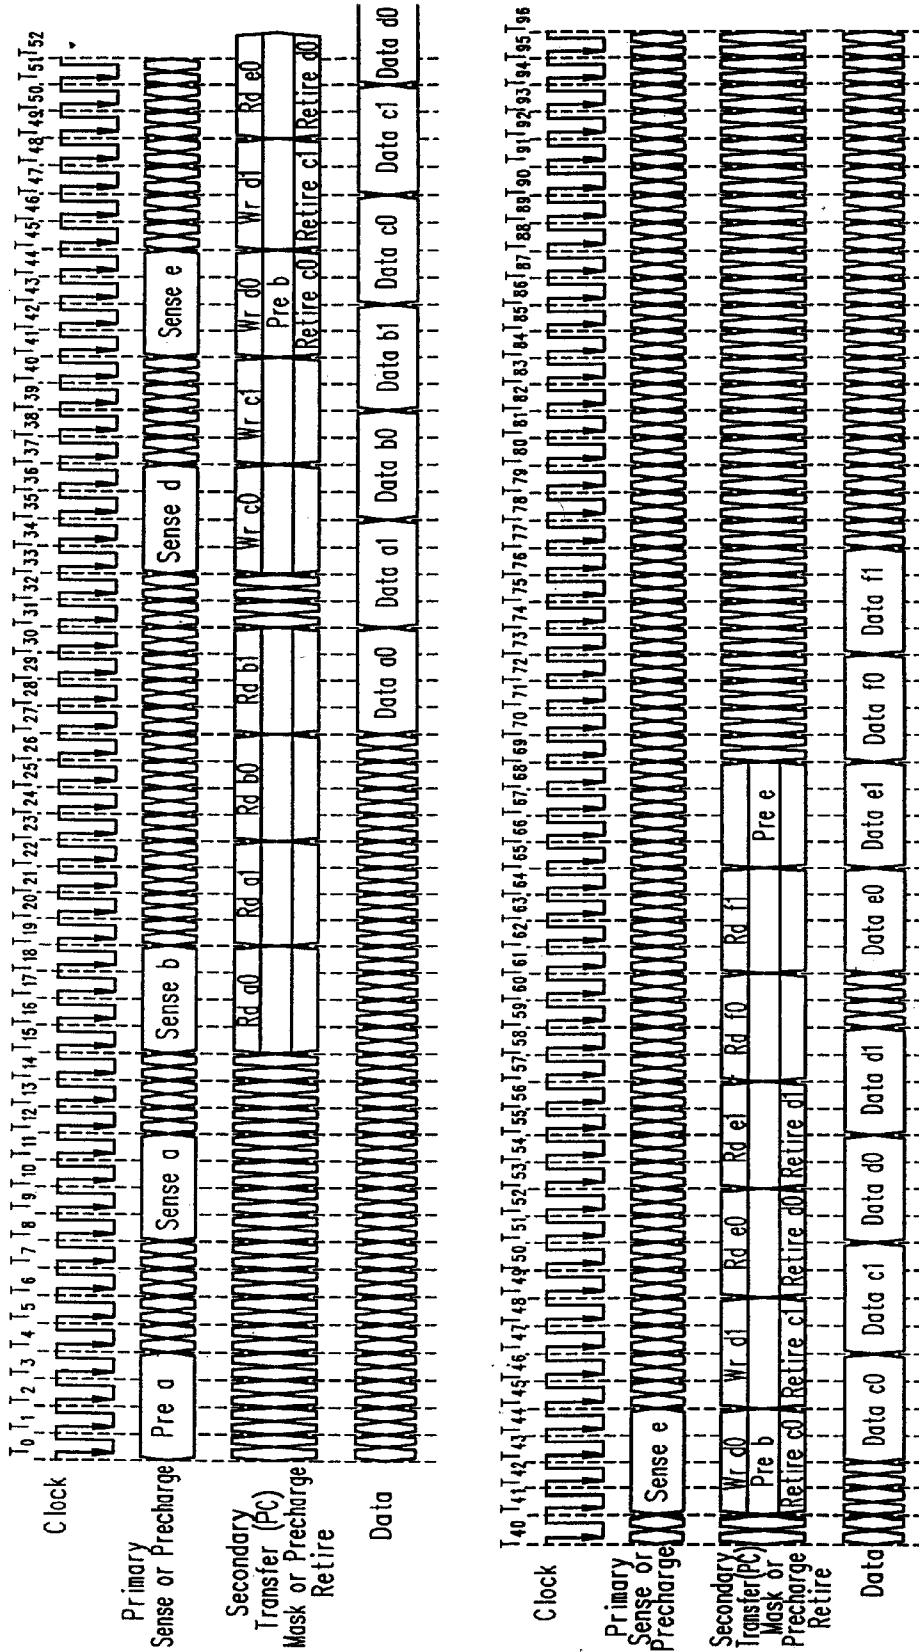 T0 T1 T2 T3 T4 T5 T6 T7 T8 T9 T10 T11 T12 T13 T14 T15 T16 T17 T18 T19 T20 T21 T22 T23 T24 T25 T26 T27 T28 T29 T30 T31 T32 T33 T34 T35 T36 T37 T38 T39 T40 T41 T42 T43 T44 T45 T46 T47 T48 T49 T50 T51 T52
Clock
Primary
Sense or Precharge
Pre a
Sense a
Sense b
Sense d
Sense e
Secondary
Transfer (PC)
Mask or Precharge
Retire
Rd a0
Rd a1
Rd b0
Rd b1
Wr c0
Wr c1
Wr d0
Wr d1
Rd e0
Pre b
Retire c0
Retire c1
Retire d0
Data
Data a0
Data a1
Data b0
Data b1
Data c0
Data c1
Data d0
T40 T41 T42 T43 T44 T45 T46 T47 T48 T49 T50 T51 T52 T53 T54 T55 T56 T57 T58 T59 T60 T61 T62 T63 T64 T65 T66 T67 T68 T69 T70 T71 T72 T73 T74 T75 T76 T77 T78 T79 T80 T81 T82 T83 T84 T85 T86 T87 T88 T89 T90 T91 T92 T93 T94 T95 T96
Clock
Primary
Sense or
Precharge
Sense e
Secondary
Transfer(PC)
Mask or
Precharge
Retire
Wr d0
Wr d1
Rd e0
Rd e1
Rd f0
Rd f1
Pre b
Pre e
Retire c0
Retire c1
Retire d0
Retire d1
Data
Data c0
Data c1
Data d0
Data d1
Data e0
Data e1
Data f0
Data f1